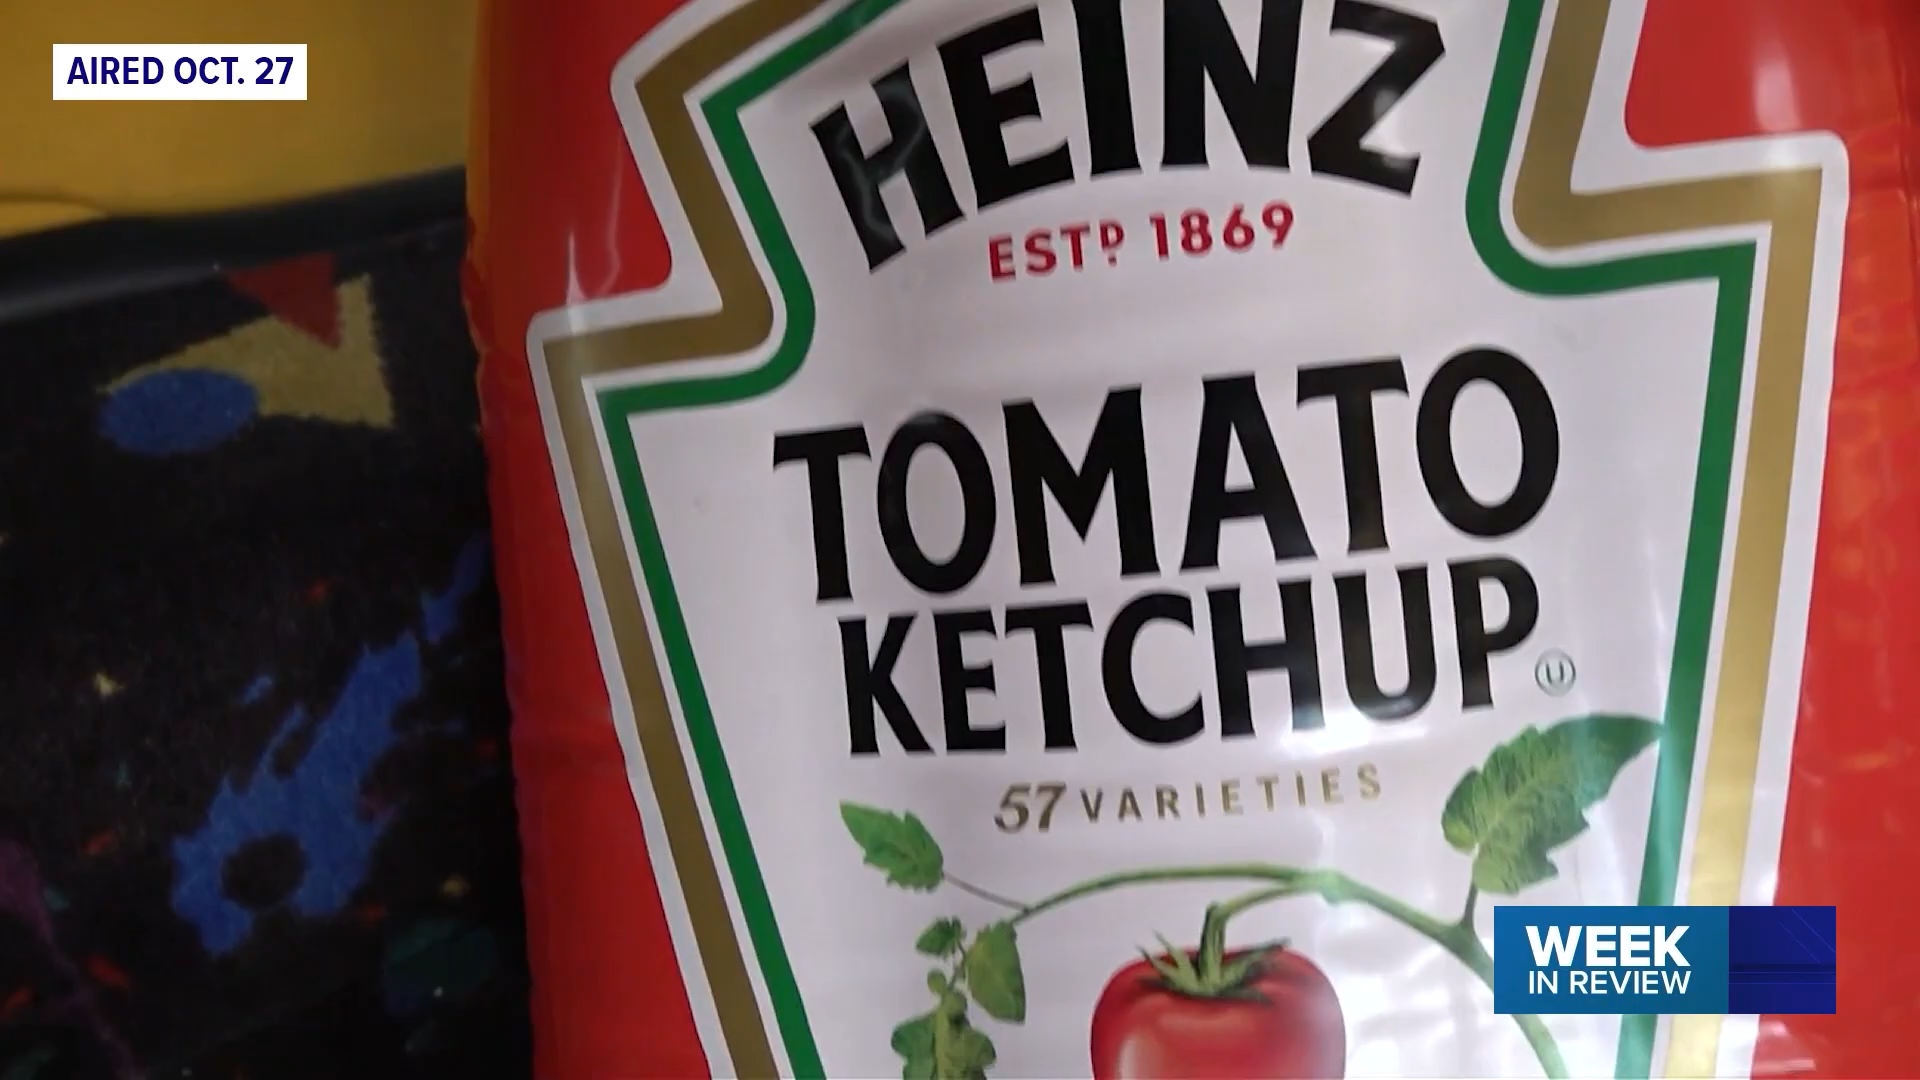 AIRED OCT. 27
HEINZ
ESTD. 1869
TOMATO
KETCHUP
U
57 VARIETIES
WEEK
IN REVIEW